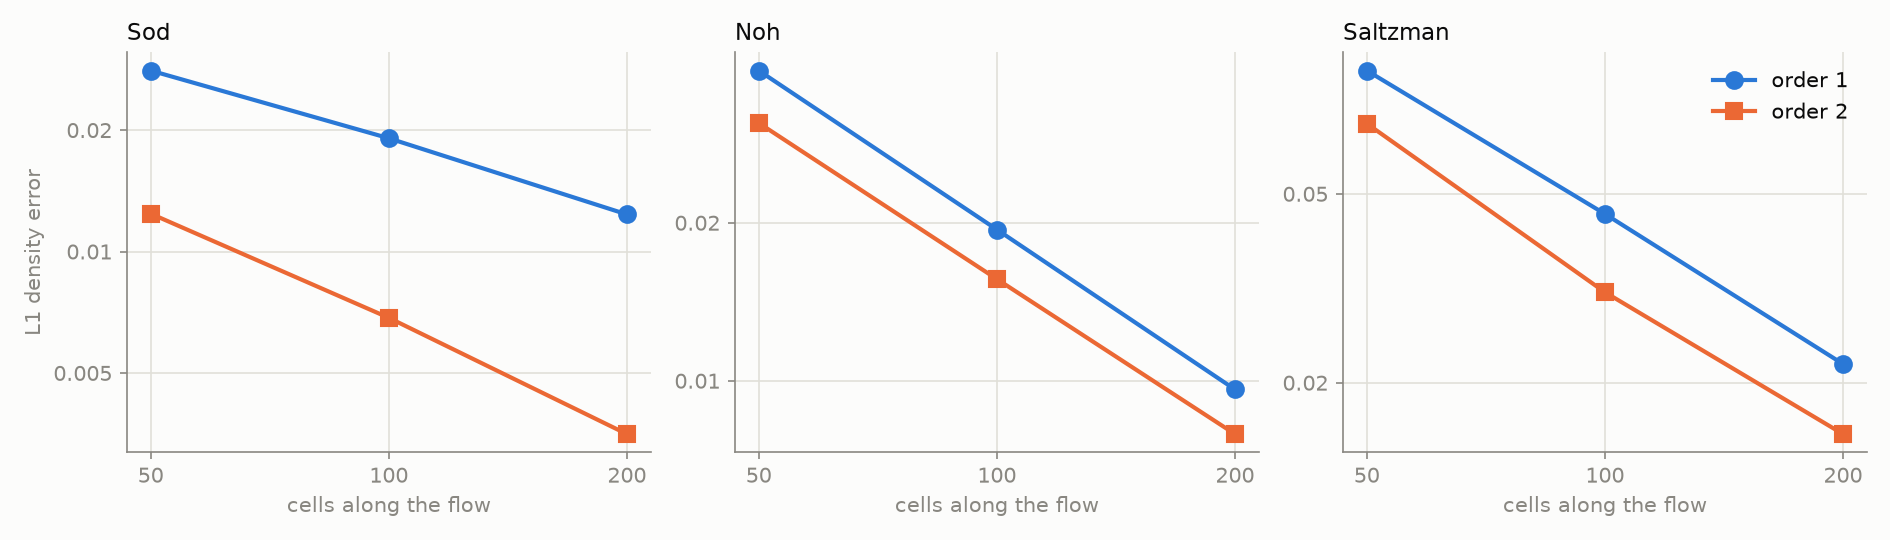 Sod
L1 density error
0.02
0.01
0.005
50
100
200
cells along the flow
Noh
0.02
0.01
50
100
200
cells along the flow
Saltzman
order 1
order 2
0.05
0.02
50
100
200
cells along the flow